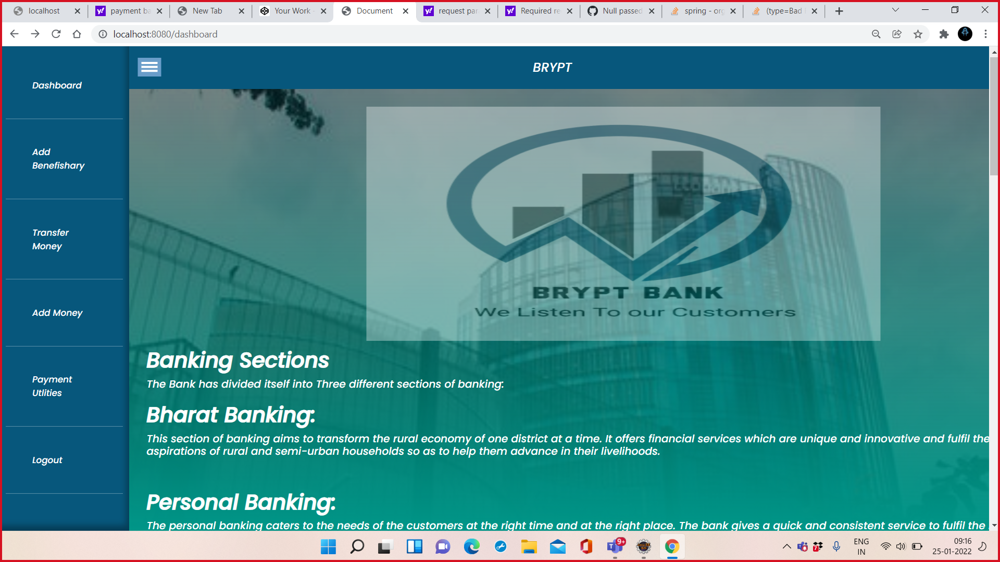 localhost
payment ba
New Tab
Your Work -
Document
request par
Required re
Null passed
spring - org
(type=Bad
localhost:8080/dashboard
BRYPT
Dashboard
Add
Benefishary
Transfer
Money
Add Money
Payment
Utlities
Logout
BRYPT BANK
We Listen To our Customers
Banking Sections
The Bank has divided itself into Three different sections of banking:
Bharat Banking:
This section of banking aims to transform the rural economy of one district at a time. It offers financial services which are unique and innovative and fulfil the
aspirations of rural and semi-urban households so as to help them advance in their livelihoods.
Personal Banking:
The personal banking caters to the needs of the customers at the right time and at the right place. The bank gives a quick and consistent service to fulfil the
9+
7
ENG
IN
09:16
25-01-2022